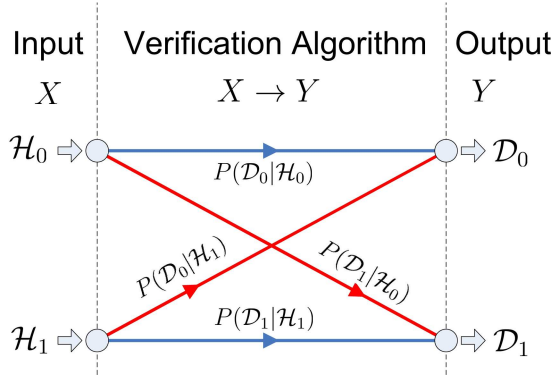 Input Verification Algorithm Output
X X → Y Y
ℋ₀ 𝒟₀
P(𝒟₀|ℋ₀)
P(𝒟₀|ℋ₁) P(𝒟₁|ℋ₀)
P(𝒟₁|ℋ₁)
ℋ₁ 𝒟₁